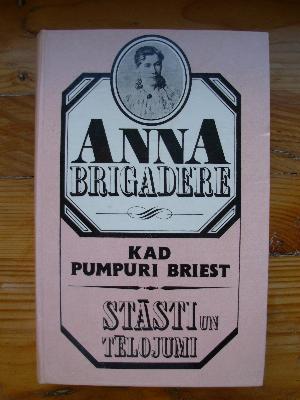 ANNA
BRIGADERE
KAD
PUMPURI BRIEST
STĀSTI UN
TĒLOJUMI